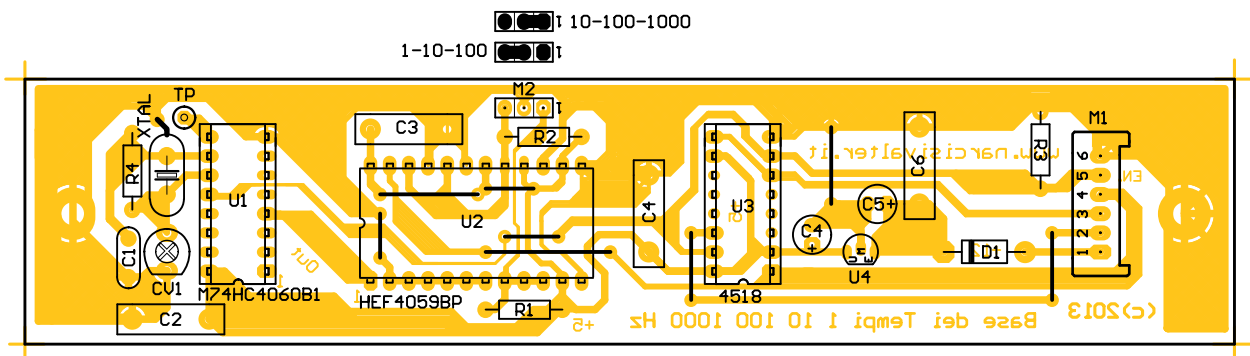 1 10-100-1000
1-10-100 1
XTAL
TP
M2
1
C3
R2
M1
www.narcisivalter.it
R4
R3
C6
6
5
4
3
2
1
EN
U1
U2
C4
U3
C5+
C4
+
U4
D1
C1
CV1
Out
1
M74HC4060B1
HEF4059BP
1
4518
C2
R1
+5
Base dei Tempi 1 10 100 1000 Hz
(c)2013